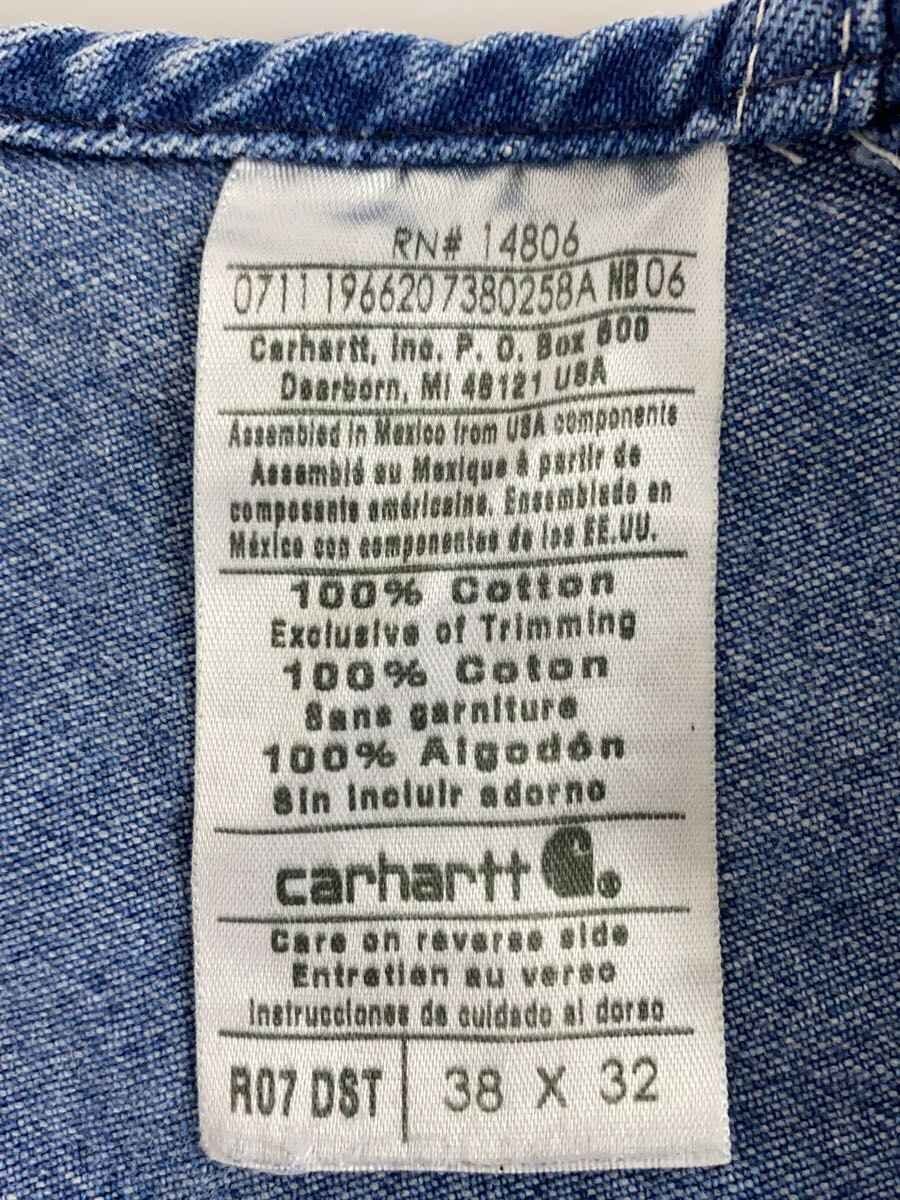 RN# 14806
0711 1966207380258A NB 06
Carhartt, Inc. P. O. Box 600
Dearborn, MI 48121 USA
Assembled in Mexico from USA components
Assemblé au Mexique à partir de
composants américains. Ensamblado en
México con componentes de los EE.UU.
100% Cotton
Exclusive of Trimming
100% Coton
Sans garniture
100% Algodón
Sin incluir adorno
carhartt ®
Care on reverse side
Entretien au verso
Instrucciones de cuidado al dorso
R07 DST 38 X 32